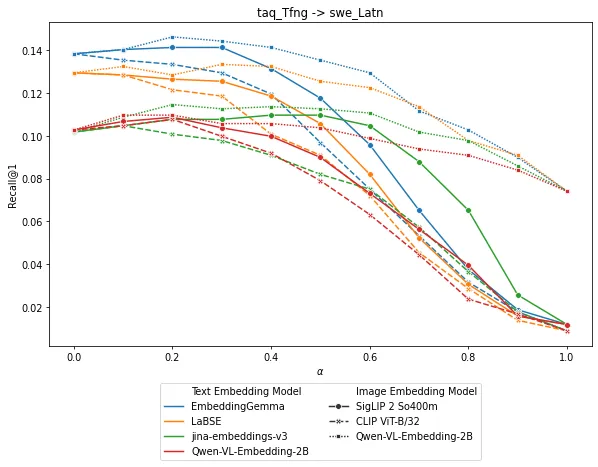 taq_Tfng -> swe_Latn
Recall@1
0.14
0.12
0.10
0.08
0.06
0.04
0.02
0.0 0.2 0.4 0.6 0.8 1.0
α
Text Embedding Model Image Embedding Model
EmbeddingGemma SigLIP 2 So400m
LaBSE CLIP ViT-B/32
jina-embeddings-v3 Qwen-VL-Embedding-2B
Qwen-VL-Embedding-2B